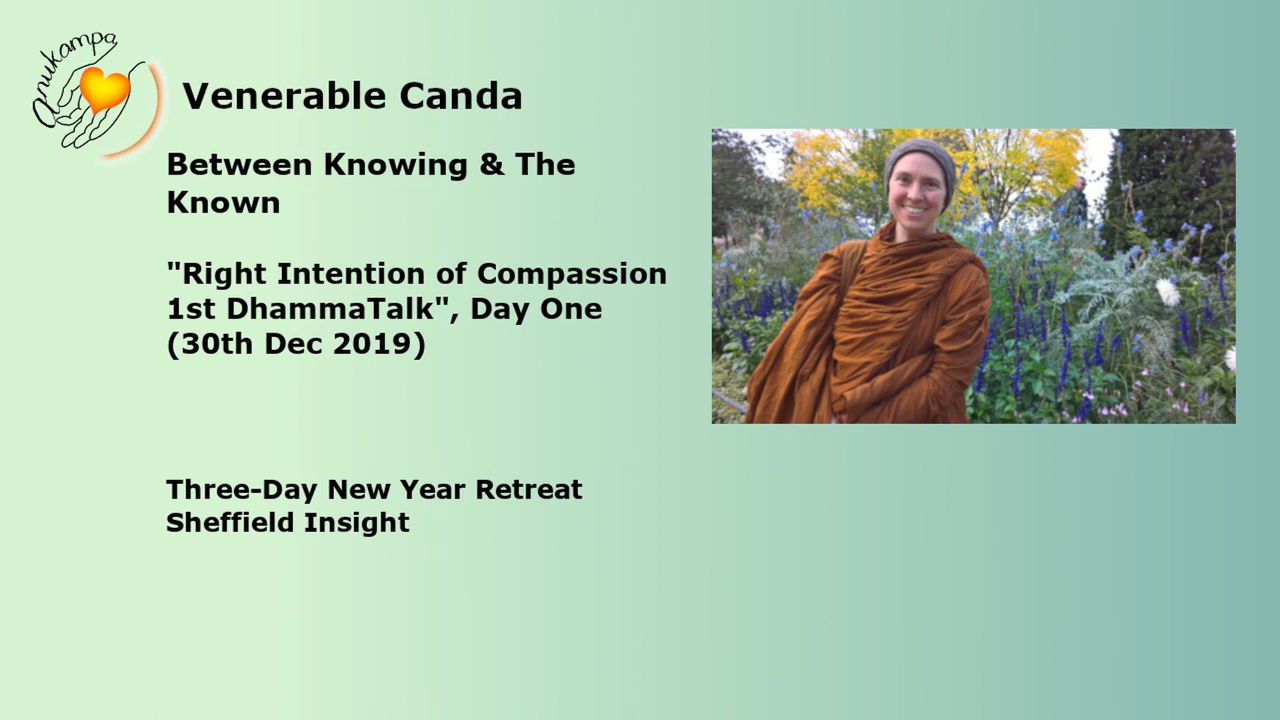 Anukampa
Venerable Canda
Between Knowing & The
Known
"Right Intention of Compassion
1st DhammaTalk", Day One
(30th Dec 2019)
Three-Day New Year Retreat
Sheffield Insight